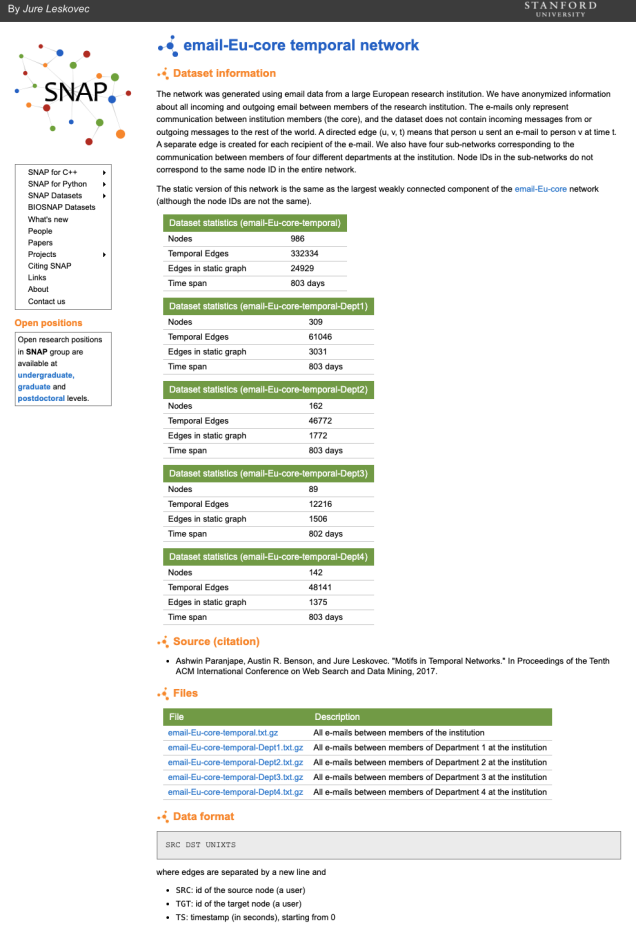 By Jure Leskovec
STANFORD
UNIVERSITY
SNAP
SNAP for C++
SNAP for Python
SNAP Datasets
BIOSNAP Datasets
What's new
People
Papers
Projects
Citing SNAP
Links
About
Contact us
Open positions
Open research positions
in SNAP group are
available at
undergraduate,
graduate and
postdoctoral levels.
email-Eu-core temporal network
Dataset information
The network was generated using email data from a large European research institution. We have anonymized information
about all incoming and outgoing email between members of the research institution. The e-mails only represent
communication between institution members (the core), and the dataset does not contain incoming messages from or
outgoing messages to the rest of the world. A directed edge (u, v, t) means that person u sent an e-mail to person v at time t.
A separate edge is created for each recipient of the e-mail. We also have four sub-networks corresponding to the
communication between members of four different departments at the institution. Node IDs in the sub-networks do not
correspond to the same node ID in the entire network.
The static version of this network is the same as the largest weakly connected component of the email-Eu-core network
(although the node IDs are not the same).
Dataset statistics (email-Eu-core-temporal)
Nodes 986
Temporal Edges 332334
Edges in static graph 24929
Time span 803 days
Dataset statistics (email-Eu-core-temporal-Dept1)
Nodes 309
Temporal Edges 61046
Edges in static graph 3031
Time span 803 days
Dataset statistics (email-Eu-core-temporal-Dept2)
Nodes 162
Temporal Edges 46772
Edges in static graph 1772
Time span 803 days
Dataset statistics (email-Eu-core-temporal-Dept3)
Nodes 89
Temporal Edges 12216
Edges in static graph 1506
Time span 802 days
Dataset statistics (email-Eu-core-temporal-Dept4)
Nodes 142
Temporal Edges 48141
Edges in static graph 1375
Time span 803 days
Source (citation)
• Ashwin Paranjape, Austin R. Benson, and Jure Leskovec. "Motifs in Temporal Networks." In Proceedings of the Tenth
ACM International Conference on Web Search and Data Mining, 2017.
Files
File Description
email-Eu-core-temporal.txt.gz All e-mails between members of the institution
email-Eu-core-temporal-Dept1.txt.gz All e-mails between members of Department 1 at the institution
email-Eu-core-temporal-Dept2.txt.gz All e-mails between members of Department 2 at the institution
email-Eu-core-temporal-Dept3.txt.gz All e-mails between members of Department 3 at the institution
email-Eu-core-temporal-Dept4.txt.gz All e-mails between members of Department 4 at the institution
Data format
SRC DST UNIXTS
where edges are separated by a new line and
• SRC: id of the source node (a user)
• TGT: id of the target node (a user)
• TS: timestamp (in seconds), starting from 0